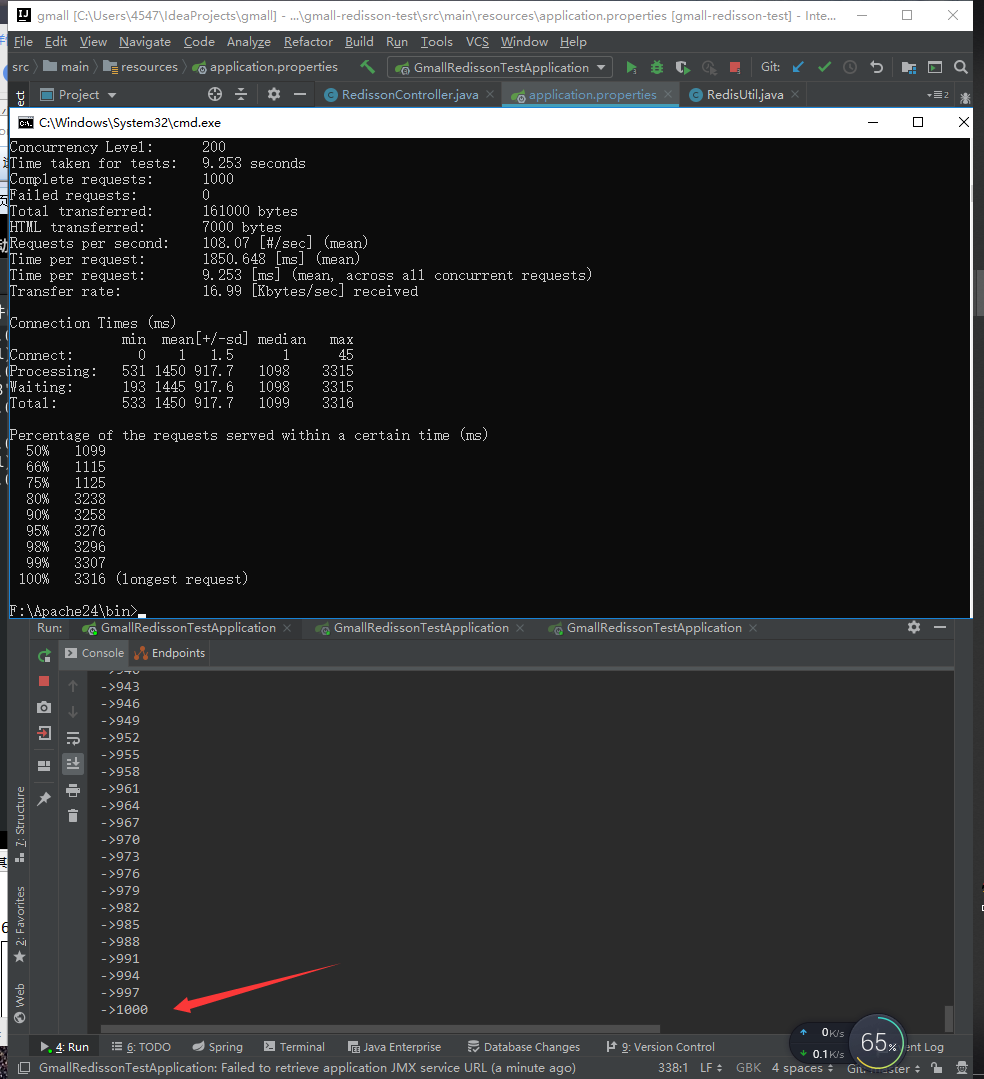 gmall [C:\Users\4547\IdeaProjects\gmall] - ...\gmall-redisson-test\src\main\resources\application.properties [gmall-redisson-test] - Inte...
File Edit View Navigate Code Analyze Refactor Build Run Tools VCS Window Help
src main resources application.properties GmallRedissonTestApplication Git:
Project RedissonController.java application.properties RedisUtil.java
C:\Windows\System32\cmd.exe
Concurrency Level: 200
Time taken for tests: 9.253 seconds
Complete requests: 1000
Failed requests: 0
Total transferred: 161000 bytes
HTML transferred: 7000 bytes
Requests per second: 108.07 [#/sec] (mean)
Time per request: 1850.648 [ms] (mean)
Time per request: 9.253 [ms] (mean, across all concurrent requests)
Transfer rate: 16.99 [Kbytes/sec] received
Connection Times (ms)
min mean[+/-sd] median max
Connect: 0 1 1.5 1 45
Processing: 531 1450 917.7 1098 3315
Waiting: 193 1445 917.6 1098 3315
Total: 533 1450 917.7 1099 3316
Percentage of the requests served within a certain time (ms)
50% 1099
66% 1115
75% 1125
80% 3238
90% 3258
95% 3276
98% 3296
99% 3307
100% 3316 (longest request)
F:\Apache24\bin>
Run: GmallRedissonTestApplication GmallRedissonTestApplication GmallRedissonTestApplication
Console Endpoints
->940
->943
->946
->949
->952
->955
->958
->961
->964
->967
->970
->973
->976
->979
->982
->985
->988
->991
->994
->997
->1000
7: Structure
2: Favorites
Web
4: Run 6: TODO Spring Terminal Java Enterprise Database Changes 9: Version Control
0K/s
0.1K/s
65%
GmallRedissonTestApplication: Failed to retrieve application JMX service URL (a minute ago) 338:1 LF GBK 4 spaces Git: master